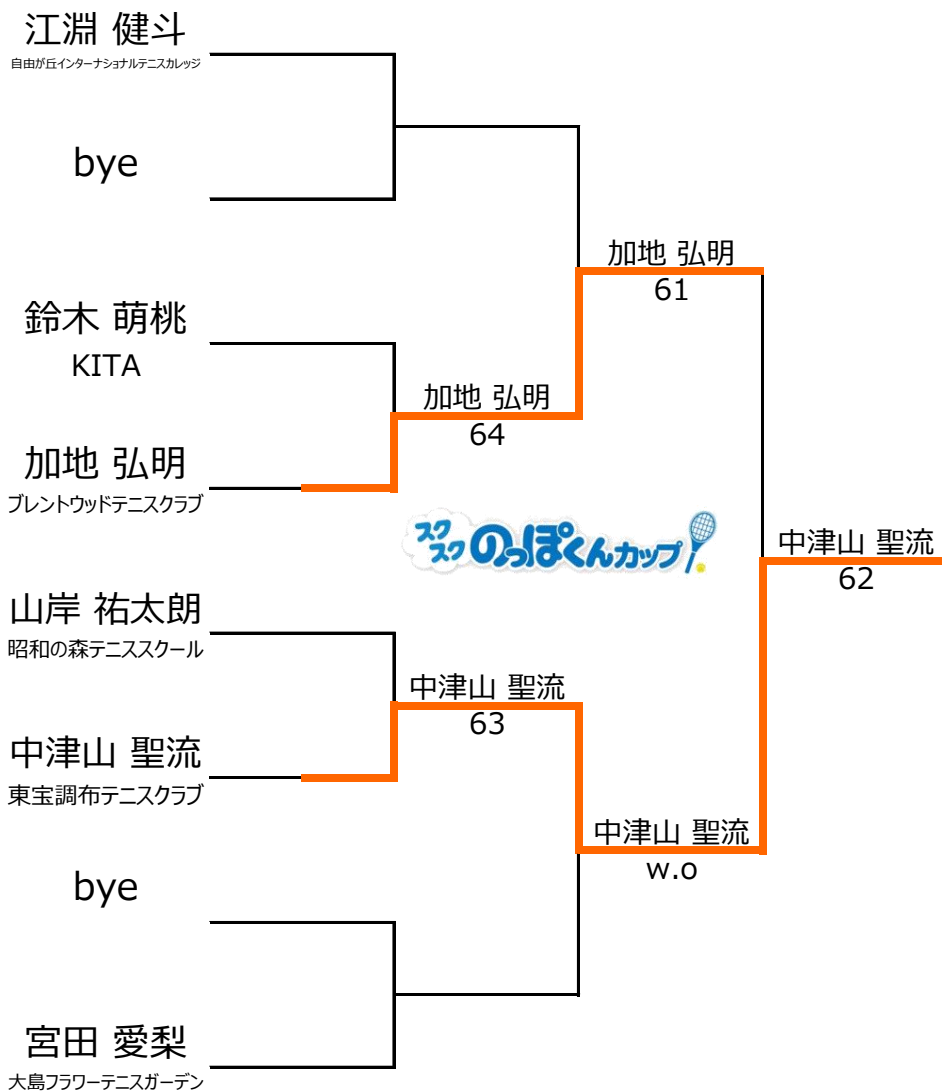 江淵 健斗
自由が丘インターナショナルテニスカレッジ
bye
鈴木 萌桃
KITA
加地 弘明
ブレントウッドテニスクラブ
山岸 祐太朗
昭和の森テニススクール
中津山 聖流
東宝調布テニスクラブ
bye
宮田 愛梨
大島フラワーテニスガーデン
加地 弘明
64
中津山 聖流
63
加地 弘明
61
中津山 聖流
w.o
中津山 聖流
62
スクスクのっぽくんカップ